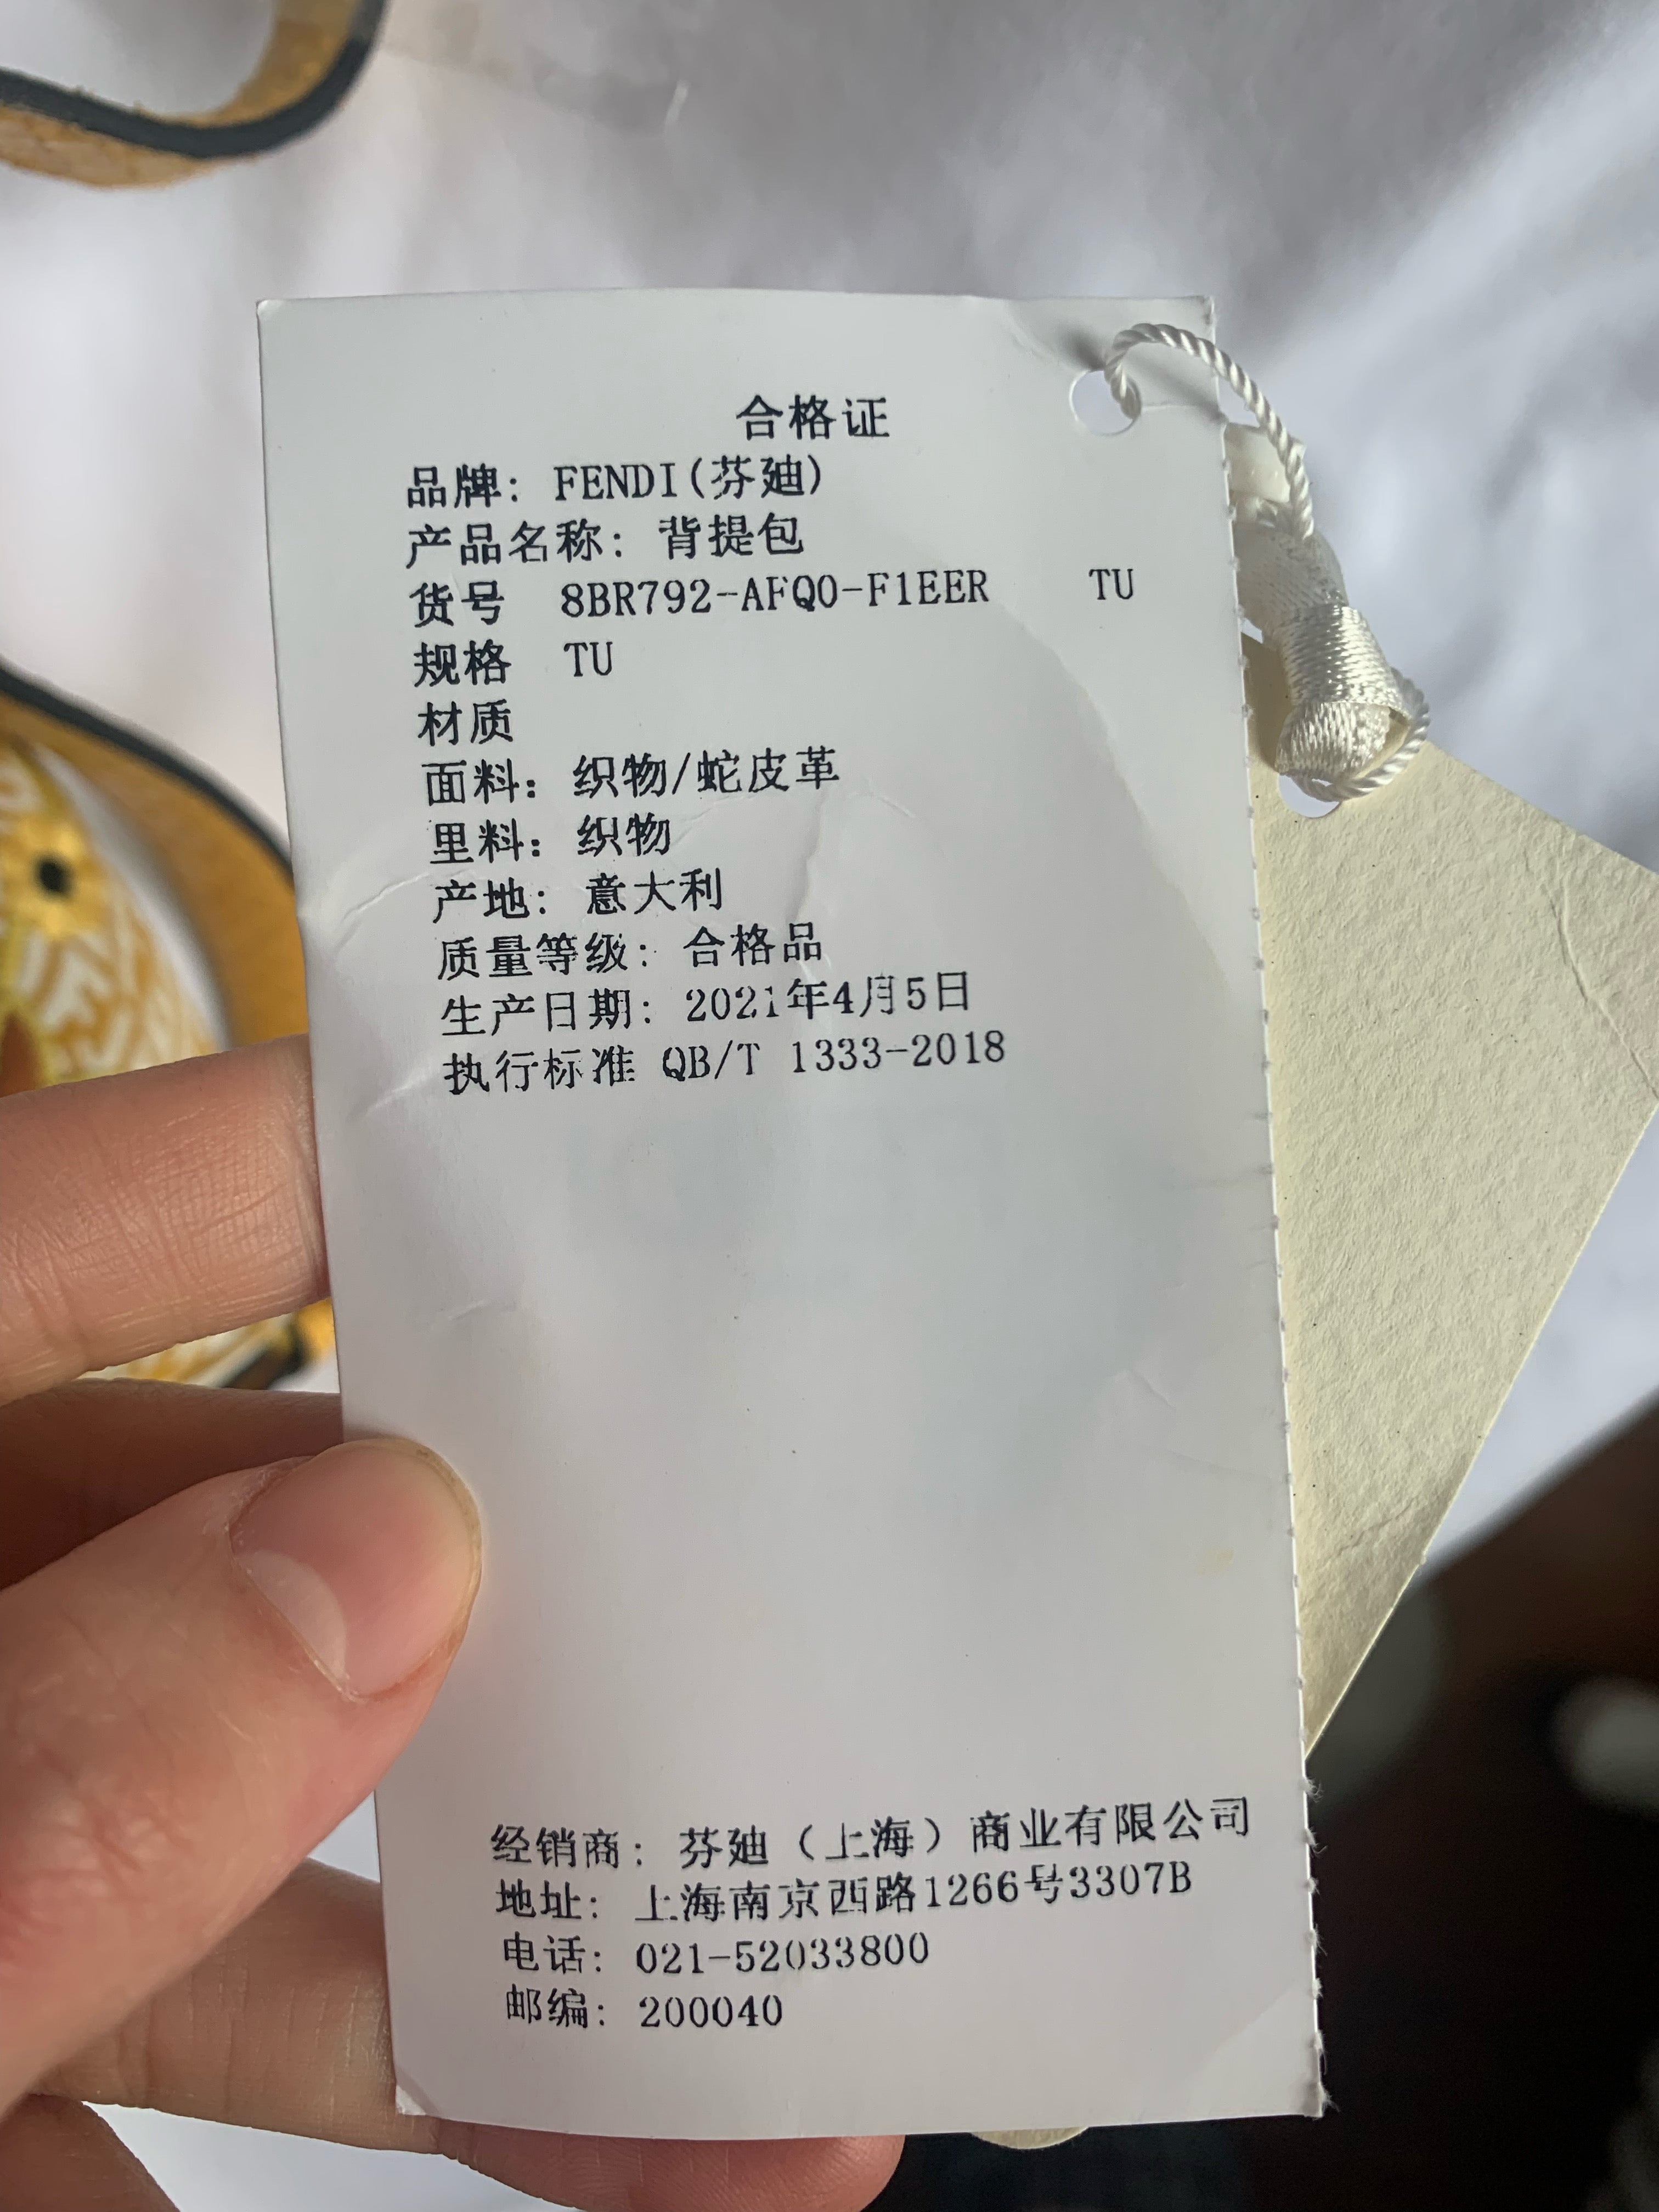 合格证
品牌: FENDI(芬廸)
产品名称: 背提包
货号 8BR792-AFQ0-F1EER TU
规格 TU
材质
面料: 织物/蛇皮革
里料: 织物
产地: 意大利
质量等级: 合格品
生产日期: 2021年4月5日
执行标准 QB/T 1333-2018
经销商: 芬廸（上海）商业有限公司
地址: 上海南京西路1266号3307B
电话: 021-52033800
邮编: 200040